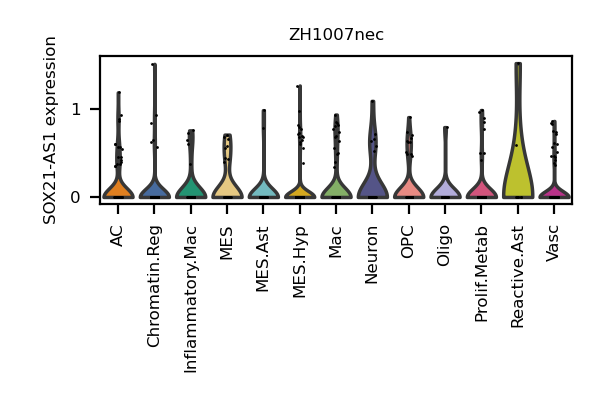 ZH1007nec
SOX21-AS1 expression
1
0
AC
Chromatin.Reg
Inflammatory.Mac
MES
MES.Ast
MES.Hyp
Mac
Neuron
OPC
Oligo
Prolif.Metab
Reactive.Ast
Vasc